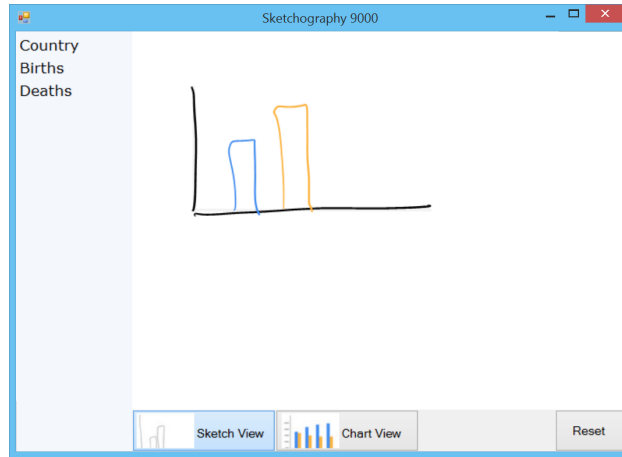 Sketchography 9000
Country
Births
Deaths
Sketch View
Chart View
Reset